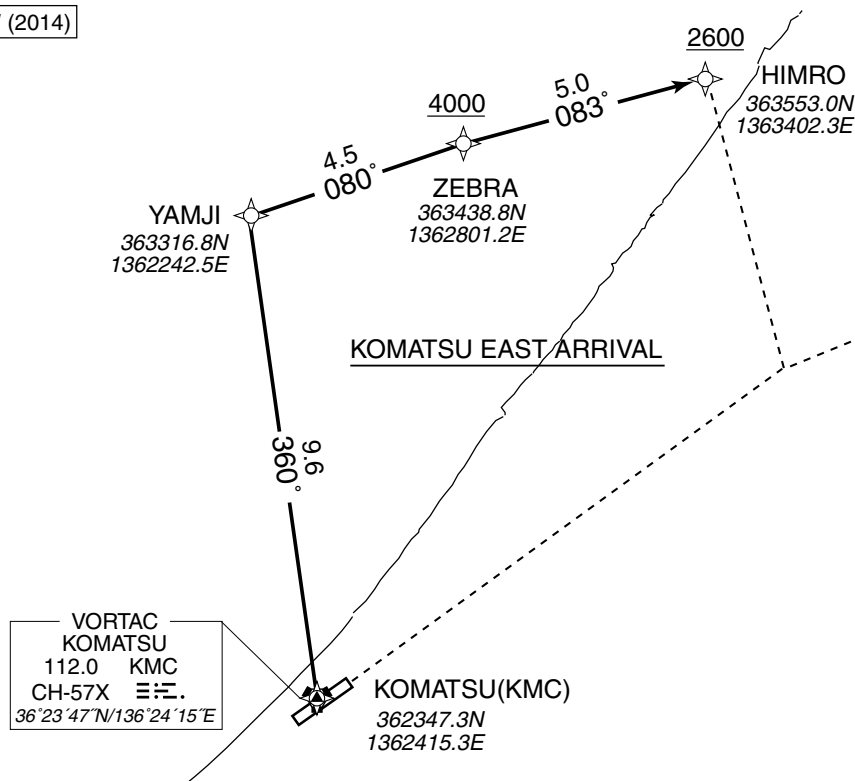 (2014)
2600
HIMRO
363553.0N
1363402.3E
5.0
083°
4000
ZEBRA
363438.8N
1362801.2E
4.5
080°
YAMJI
363316.8N
1362242.5E
KOMATSU EAST ARRIVAL
9.6
360°
VORTAC
KOMATSU
112.0 KMC
CH-57X
36°23′47″N/136°24′15″E
KOMATSU(KMC)
362347.3N
1362415.3E